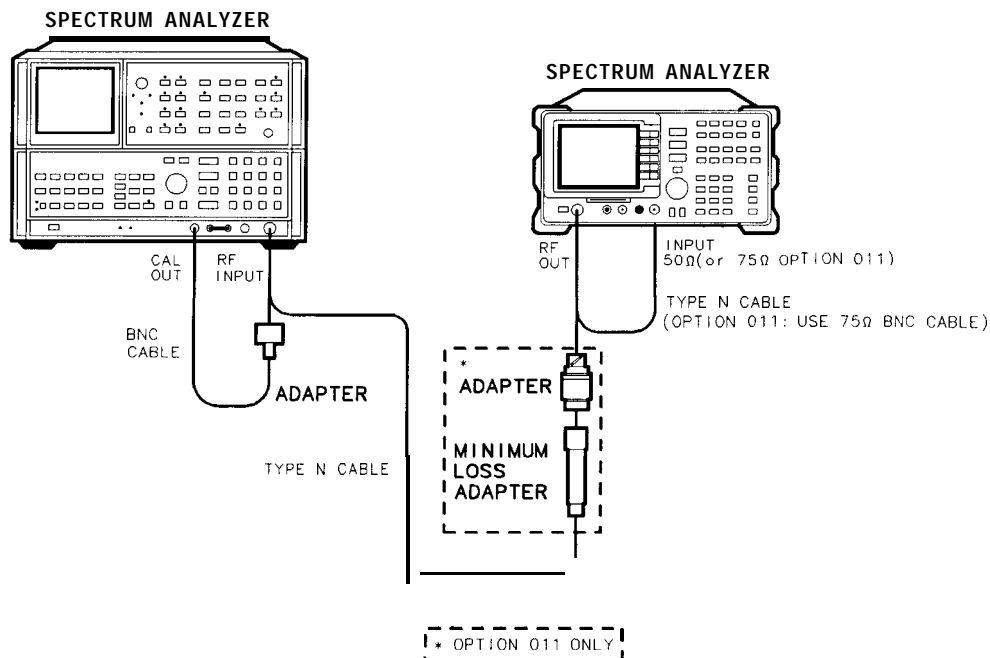 SPECTRUM ANALYZER
SPECTRUM ANALYZER
CAL
OUT
RF
INPUT
RF
OUT
INPUT
50Ω(or 75Ω OPTION 011)
TYPE N CABLE
(OPTION 011: USE 75Ω BNC CABLE)
BNC
CABLE
ADAPTER
*
ADAPTER
MINIMUM
LOSS
ADAPTER
TYPE N CABLE
* OPTION 011 ONLY